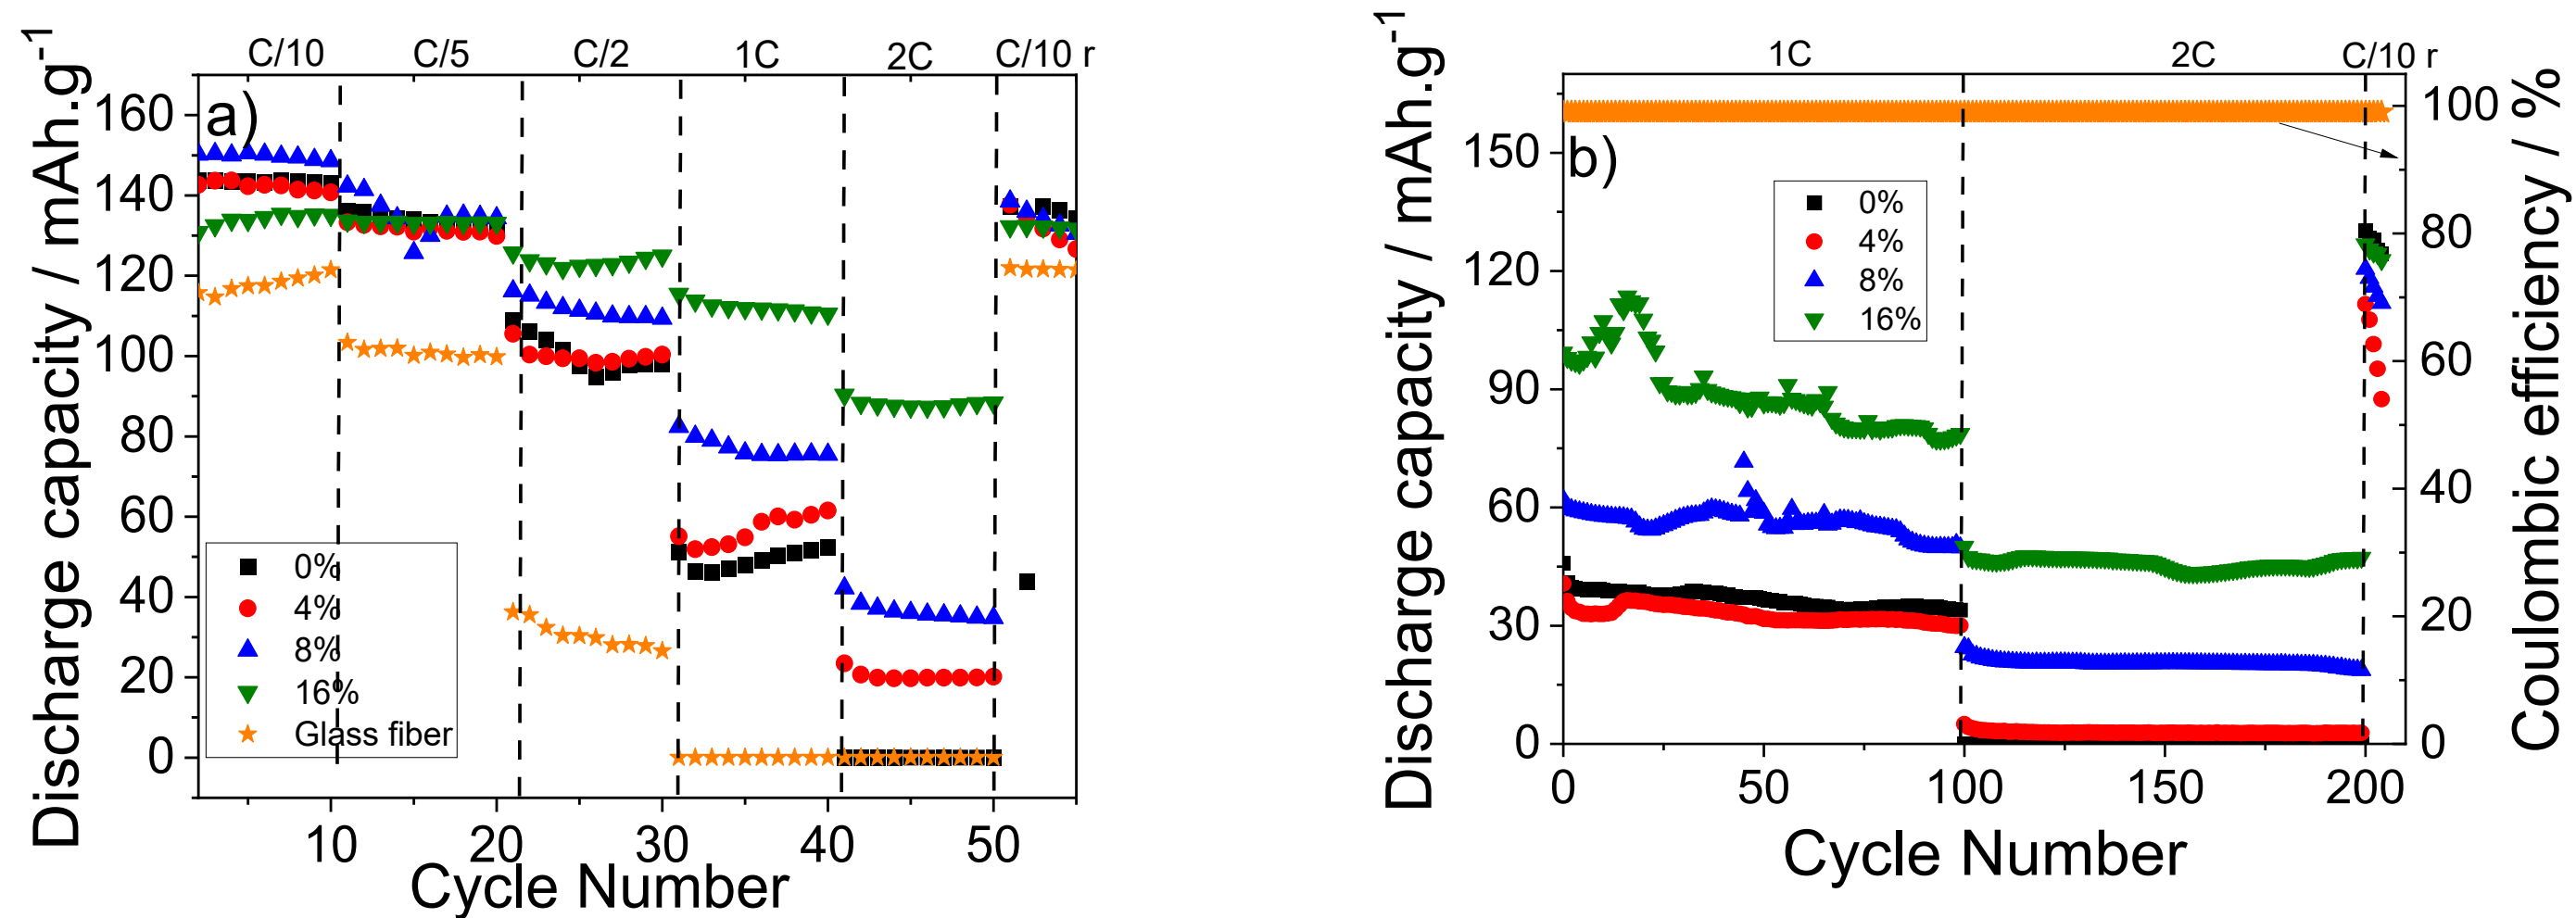 C/10 C/5 C/2 1C 2C C/10 r
Discharge capacity / mAh.g⁻¹
a)
160
140
120
100
80
60
40
20
0
0%
4%
8%
16%
Glass fiber
10 20 30 40 50
Cycle Number
1C 2C C/10 r
Discharge capacity / mAh.g⁻¹
b)
150
120
90
60
30
0
0%
4%
8%
16%
100
80
60
40
20
0
Coulombic efficiency / %
0 50 100 150 200
Cycle Number